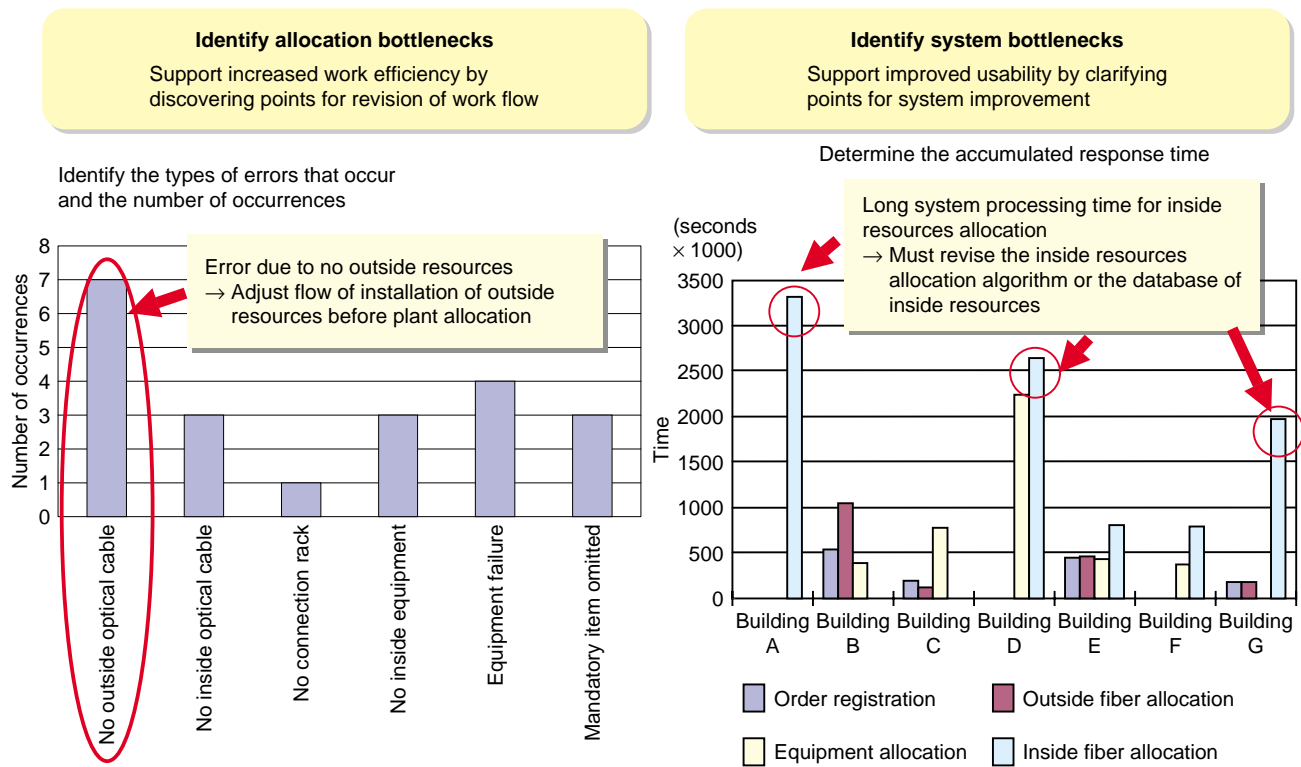 Identify allocation bottlenecks
Support increased work efficiency by
discovering points for revision of work flow
Identify the types of errors that occur
and the number of occurrences
Error due to no outside resources
→ Adjust flow of installation of outside
resources before plant allocation
Number of occurrences
8
7
6
5
4
3
2
1
0
No outside optical cable
No inside optical cable
No connection rack
No inside equipment
Equipment failure
Mandatory item omitted
Identify system bottlenecks
Support improved usability by clarifying
points for system improvement
Determine the accumulated response time
Long system processing time for inside
resources allocation
→ Must revise the inside resources
allocation algorithm or the database of
inside resources
(seconds
× 1000)
Time
3500
3000
2500
2000
1500
1000
500
0
Building
A
Building
B
Building
C
Building
D
Building
E
Building
F
Building
G
Order registration
Outside fiber allocation
Equipment allocation
Inside fiber allocation